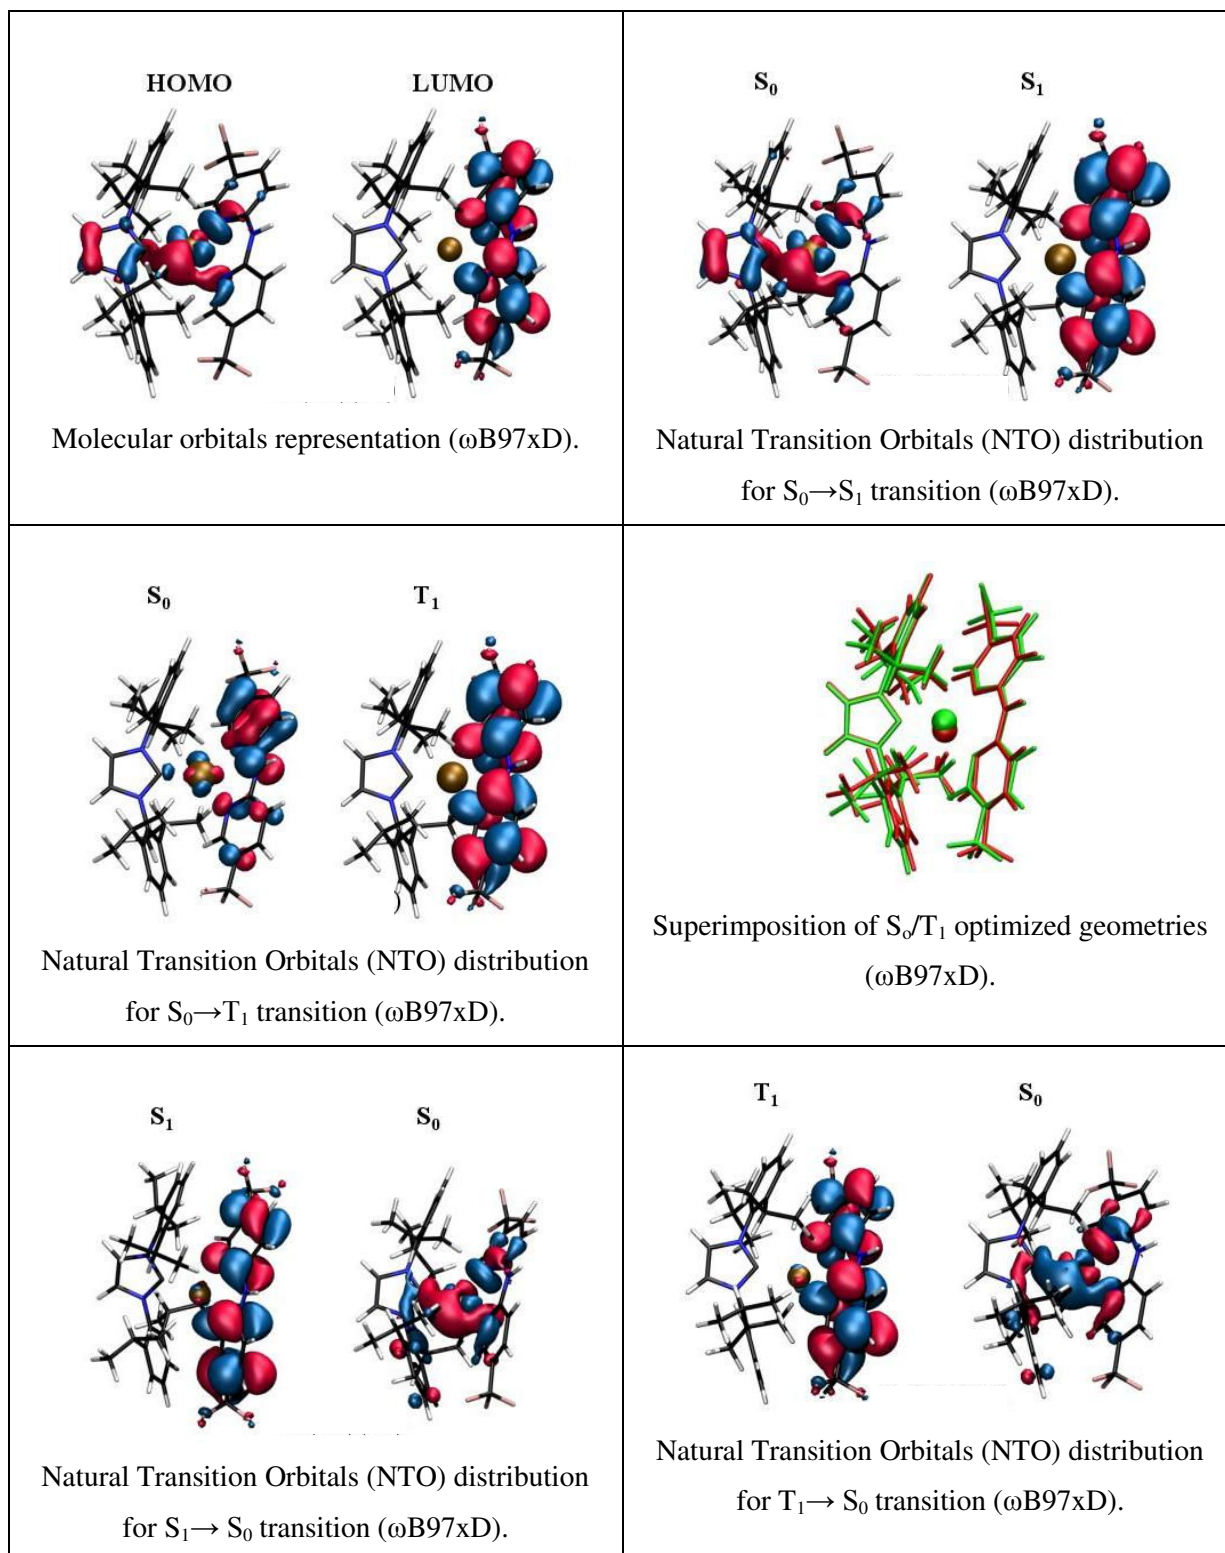 HOMO LUMO
Molecular orbitals representation (ωB97xD).
S₀ S₁
Natural Transition Orbitals (NTO) distribution
for S₀→S₁ transition (ωB97xD).
S₀ T₁
Natural Transition Orbitals (NTO) distribution
for S₀→T₁ transition (ωB97xD).
Superimposition of Sₒ/T₁ optimized geometries
(ωB97xD).
S₁ S₀
Natural Transition Orbitals (NTO) distribution
for S₁→ S₀ transition (ωB97xD).
T₁ S₀
Natural Transition Orbitals (NTO) distribution
for T₁→ S₀ transition (ωB97xD).